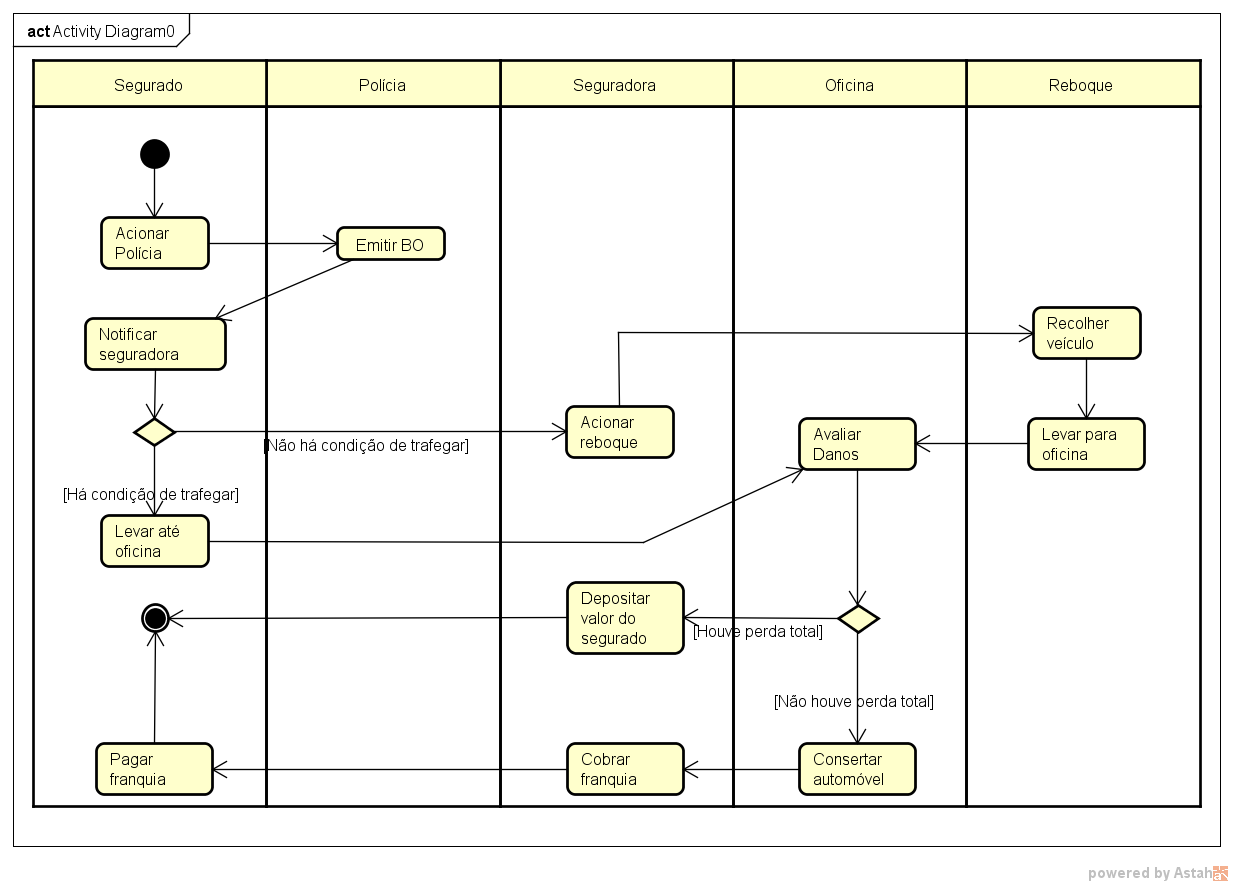 act Activity Diagram0
Segurado
Polícia
Seguradora
Oficina
Reboque
Acionar
Polícia
Emitir BO
Notificar
seguradora
Recolher
veículo
[Não há condição de trafegar]
Acionar
reboque
Avaliar
Danos
Levar para
oficina
[Há condição de trafegar]
Levar até
oficina
Depositar
valor do
segurado
[Houve perda total]
[Não houve perda total]
Pagar
franquia
Cobrar
franquia
Consertar
automóvel
powered by Astah